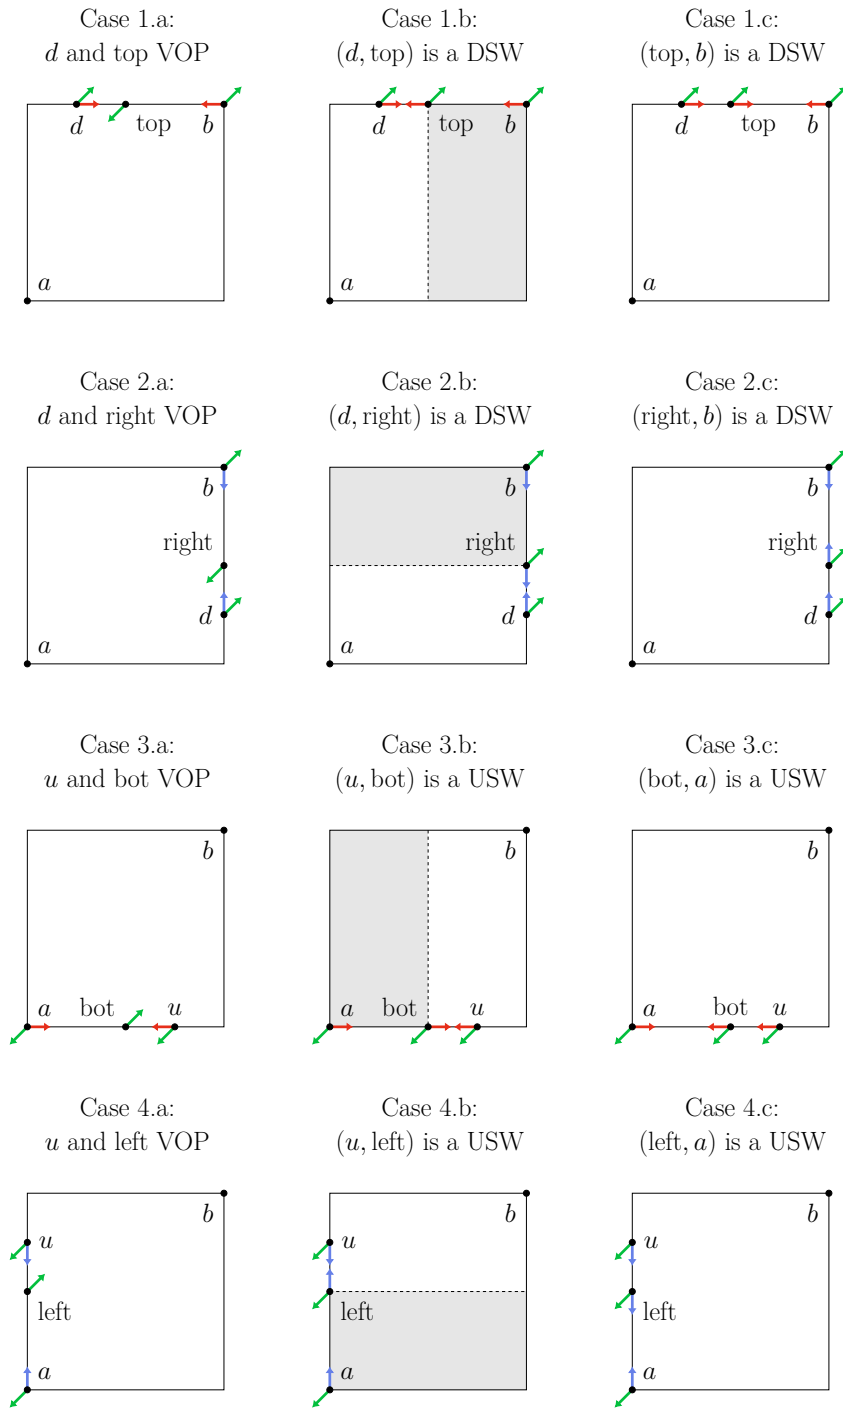 Case 1.a:
d and top VOP
Case 1.b:
(d, top) is a DSW
Case 1.c:
(top, b) is a DSW
d
top
b
a
d
top
b
a
d
top
b
a
Case 2.a:
d and right VOP
Case 2.b:
(d, right) is a DSW
Case 2.c:
(right, b) is a DSW
b
right
d
a
b
right
d
a
b
right
d
a
Case 3.a:
u and bot VOP
Case 3.b:
(u, bot) is a USW
Case 3.c:
(bot, a) is a USW
b
a
bot
u
b
a
bot
u
b
a
bot
u
Case 4.a:
u and left VOP
Case 4.b:
(u, left) is a USW
Case 4.c:
(left, a) is a USW
b
u
left
a
b
u
left
a
b
u
left
a